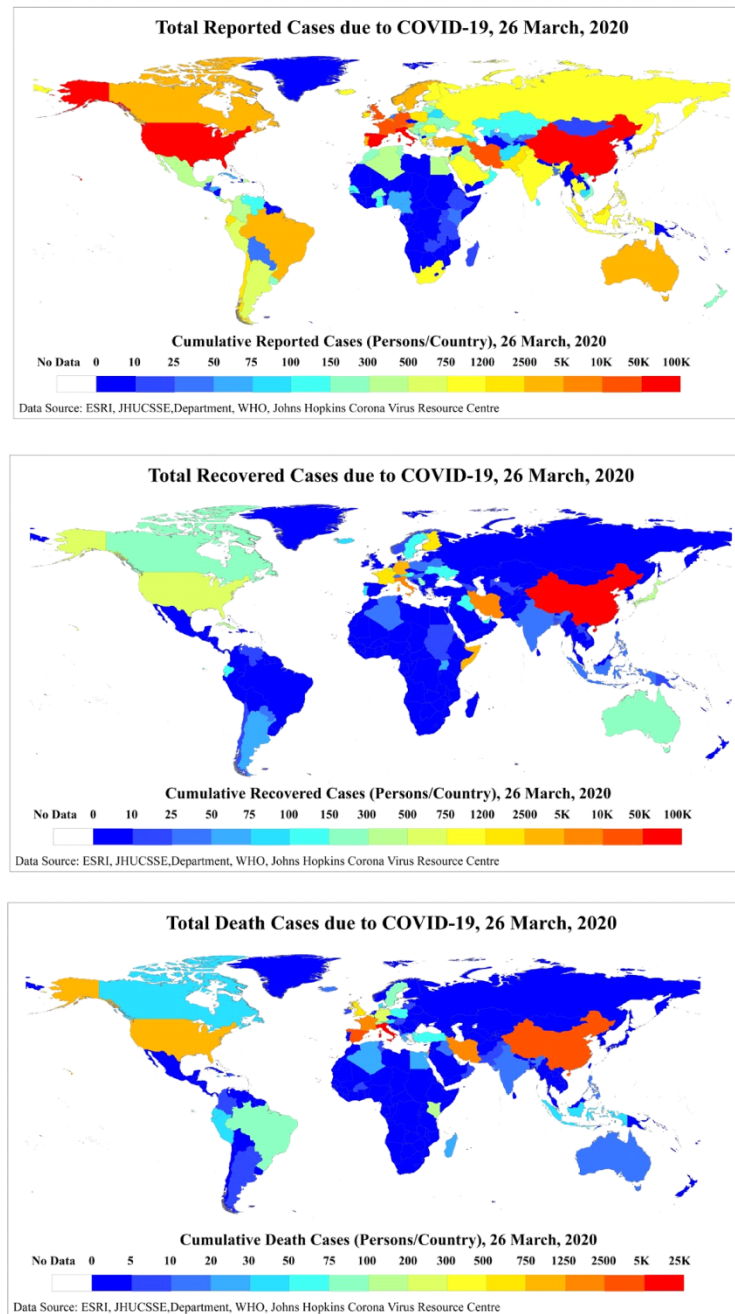 Total Reported Cases due to COVID-19, 26 March, 2020
Cumulative Reported Cases (Persons/Country), 26 March, 2020
No Data 0 10 25 50 75 100 150 300 500 750 1200 2500 5K 10K 50K 100K
Data Source: ESRI, JHUCSSE,Department, WHO, Johns Hopkins Corona Virus Resource Centre
Total Recovered Cases due to COVID-19, 26 March, 2020
Cumulative Recovered Cases (Persons/Country), 26 March, 2020
No Data 0 10 25 50 75 100 150 300 500 750 1200 2500 5K 10K 50K 100K
Data Source: ESRI, JHUCSSE,Department, WHO, Johns Hopkins Corona Virus Resource Centre
Total Death Cases due to COVID-19, 26 March, 2020
Cumulative Death Cases (Persons/Country), 26 March, 2020
No Data 0 5 10 20 30 50 75 100 200 300 500 750 1250 2500 5K 25K
Data Source: ESRI, JHUCSSE,Department, WHO, Johns Hopkins Corona Virus Resource Centre